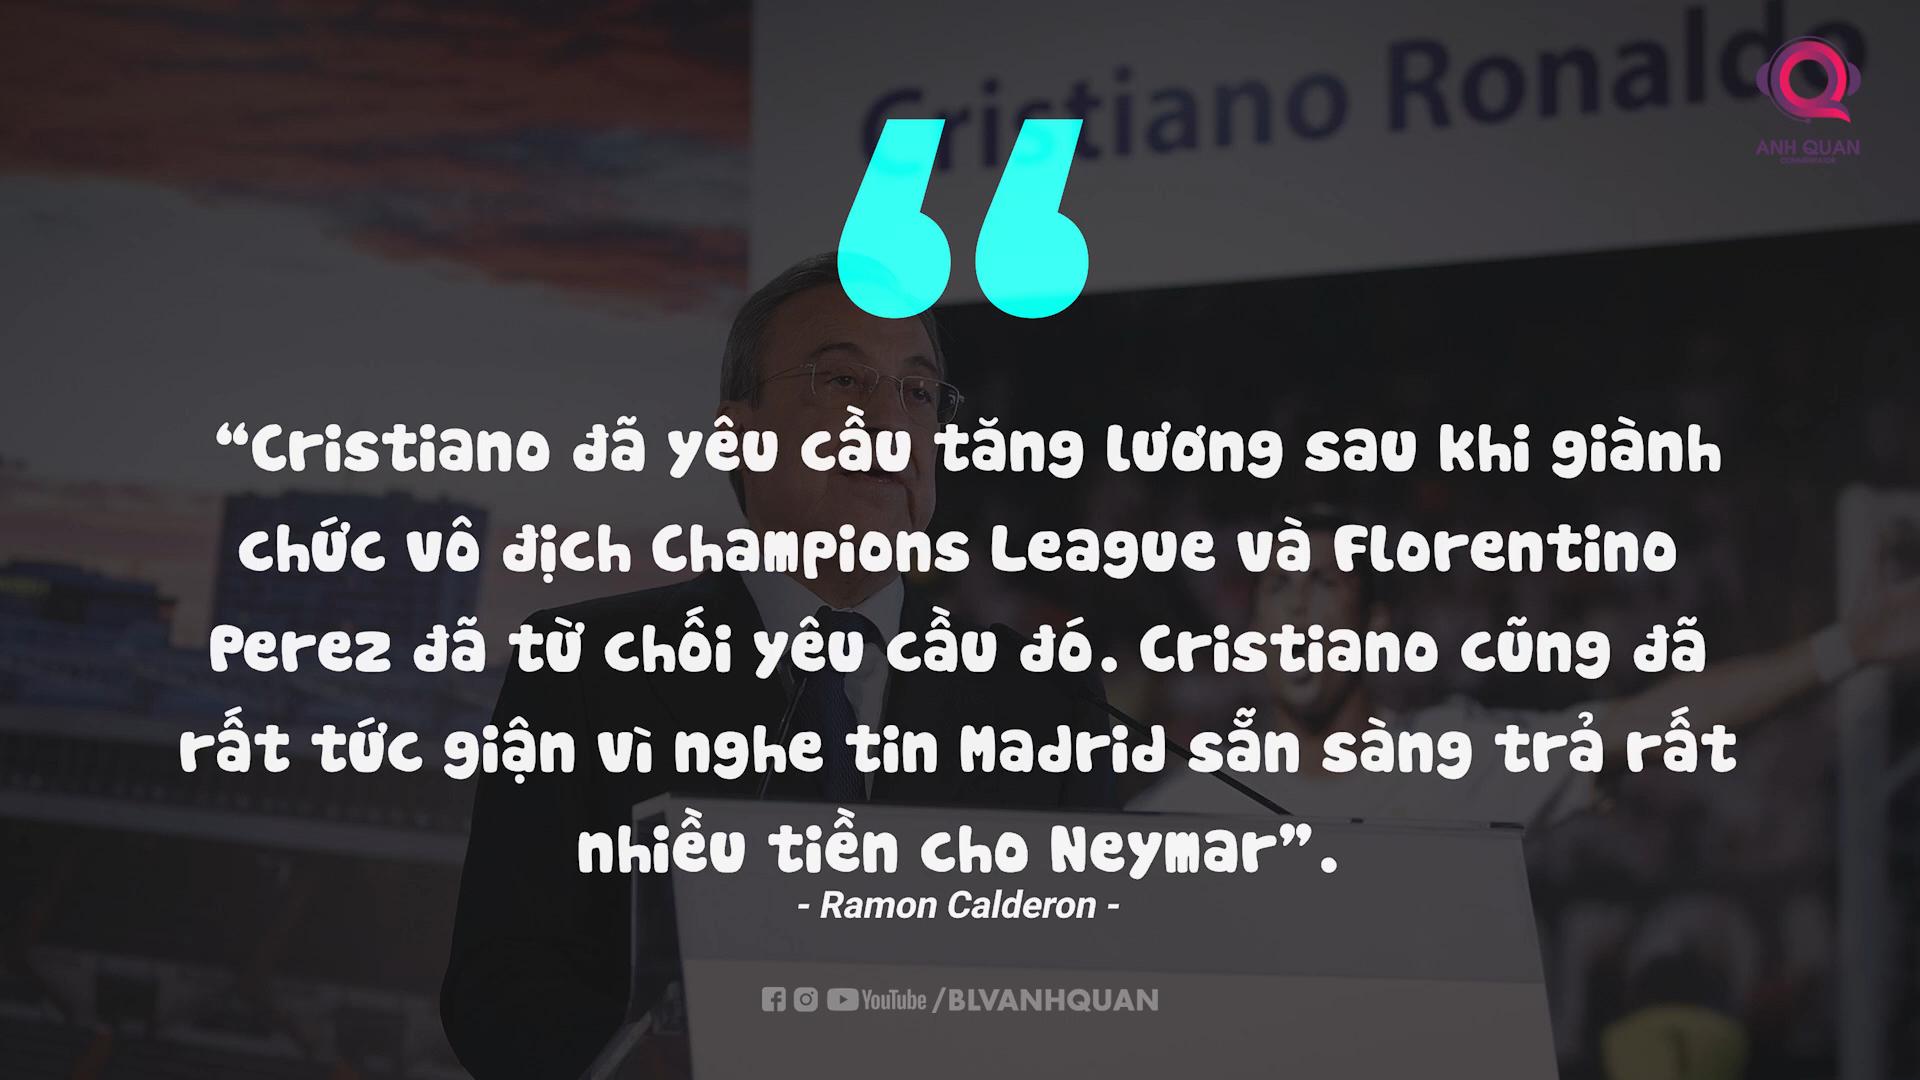 Cristiano Ronaldo
ANH QUAN
“Cristiano đã yêu cầu tăng lương sau khi giành
chức vô địch Champions League và Florentino
Perez đã từ chối yêu cầu đó. Cristiano cũng đã
rất tức giận vì nghe tin Madrid sẵn sàng trả rất
nhiều tiền cho Neymar”.
- Ramon Calderon -
YouTube /BLVANHQUAN